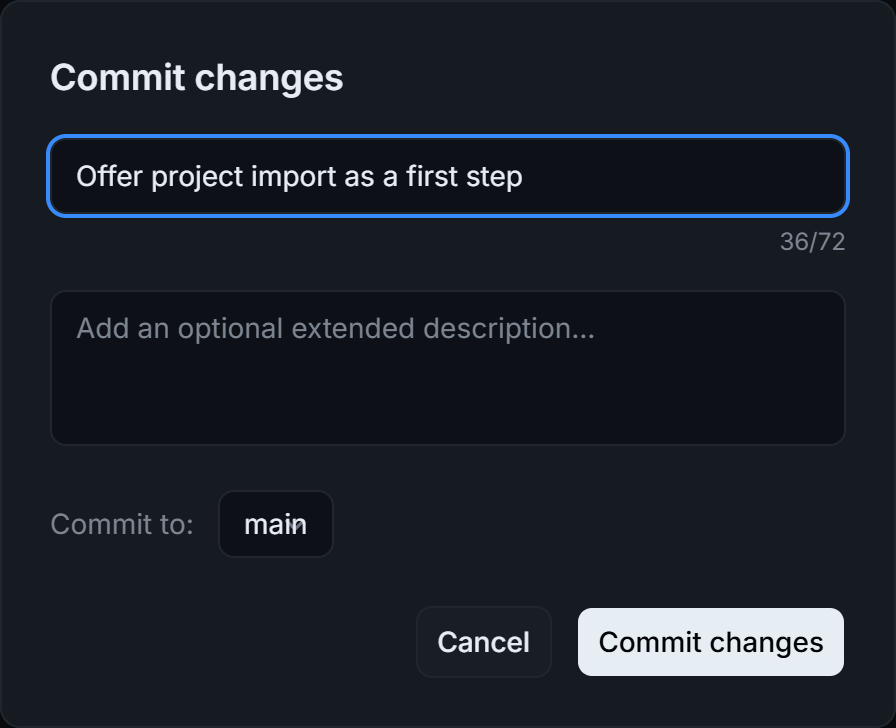 Commit changes
Offer project import as a first step
36/72
Add an optional extended description...
Commit to: main
Cancel Commit changes